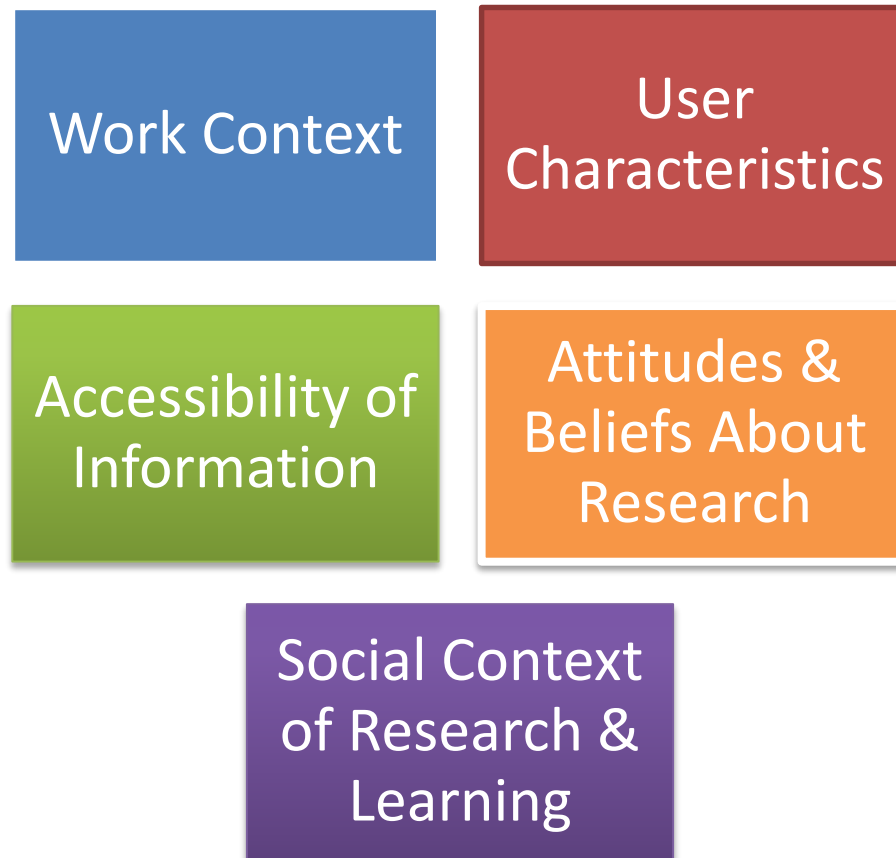 Work Context
User
Characteristics
Accessibility of
Information
Attitudes &
Beliefs About
Research
Social Context
of Research &
Learning